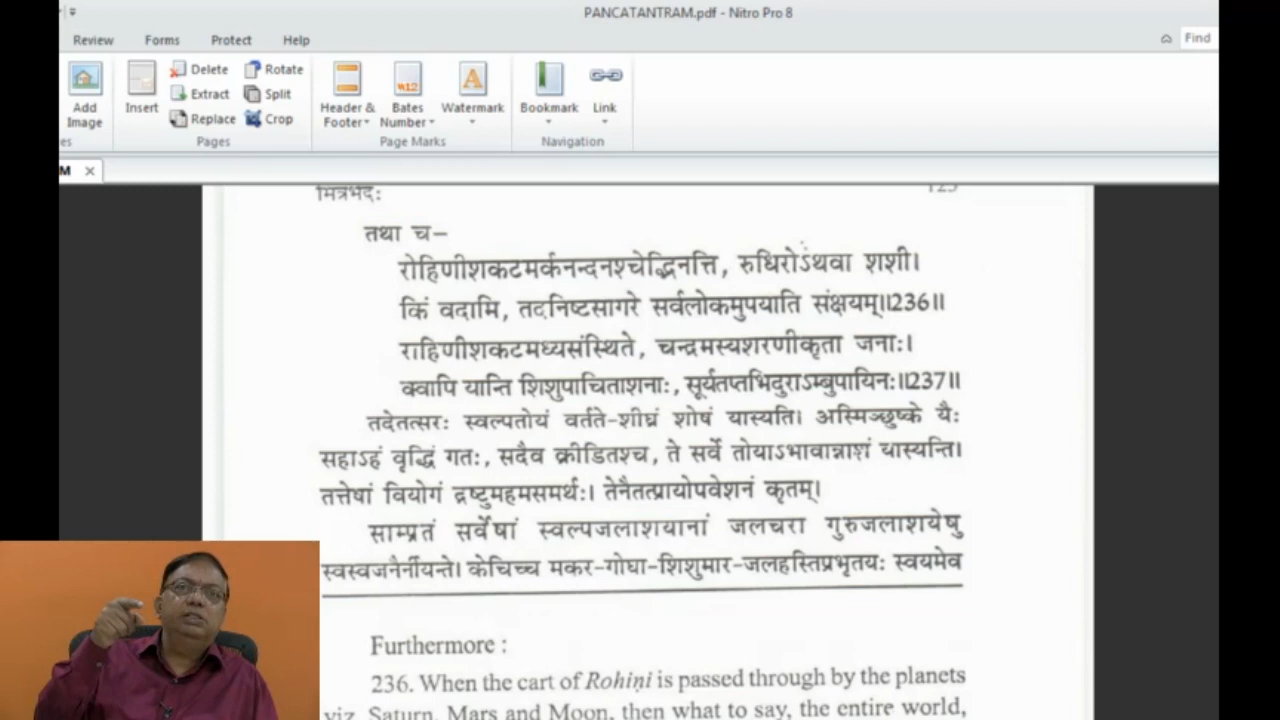 PANCATANTRAM.pdf - Nitro Pro 8
Review Forms Protect Help
Find
Add Image
Insert
Delete
Extract
Replace
Rotate
Split
Crop
Pages
Header & Footer
Bates Number
Watermark
Page Marks
Bookmark
Link
Navigation
es
M
मित्रभेदः 123
तथा च–
रोहिणीशकटमर्कनन्दनश्चेद्भिनत्ति, रुधिरोऽथवा शशी।
किं वदामि, तदनिष्टसागरे सर्वलोकमुपयाति संक्षयम्॥236॥
राहिणीशकटमध्यसंस्थिते, चन्द्रमस्यशरणीकृता जनाः।
क्वापि यान्ति शिशुपाचिताशनाः, सूर्यतप्तभिदुराऽम्बुपायिनः॥237॥
तदेतत्सरः स्वल्पतोयं वर्तते-शीघ्रं शोषं यास्यति। अस्मिञ्छुष्के यैः
सहाऽहं वृद्धिं गतः, सदैव क्रीडितश्च, ते सर्वे तोयाऽभावान्नाशं यास्यन्ति।
तत्तेषां वियोगं द्रष्टुमहमसमर्थः। तेनैतत्प्रायोपवेशनं कृतम्।
साम्प्रतं सर्वेषां स्वल्पजलाशयानां जलचरा गुरुजलाशयेषु
स्वस्वजनैर्नीयन्ते। केचिच्च मकर-गोधा-शिशुमार-जलहस्तिप्रभृतयः स्वयमेव
Furthermore :
236. When the cart of Rohiṇi is passed through by the planets
viz. Saturn, Mars and Moon, then what to say, the entire world,